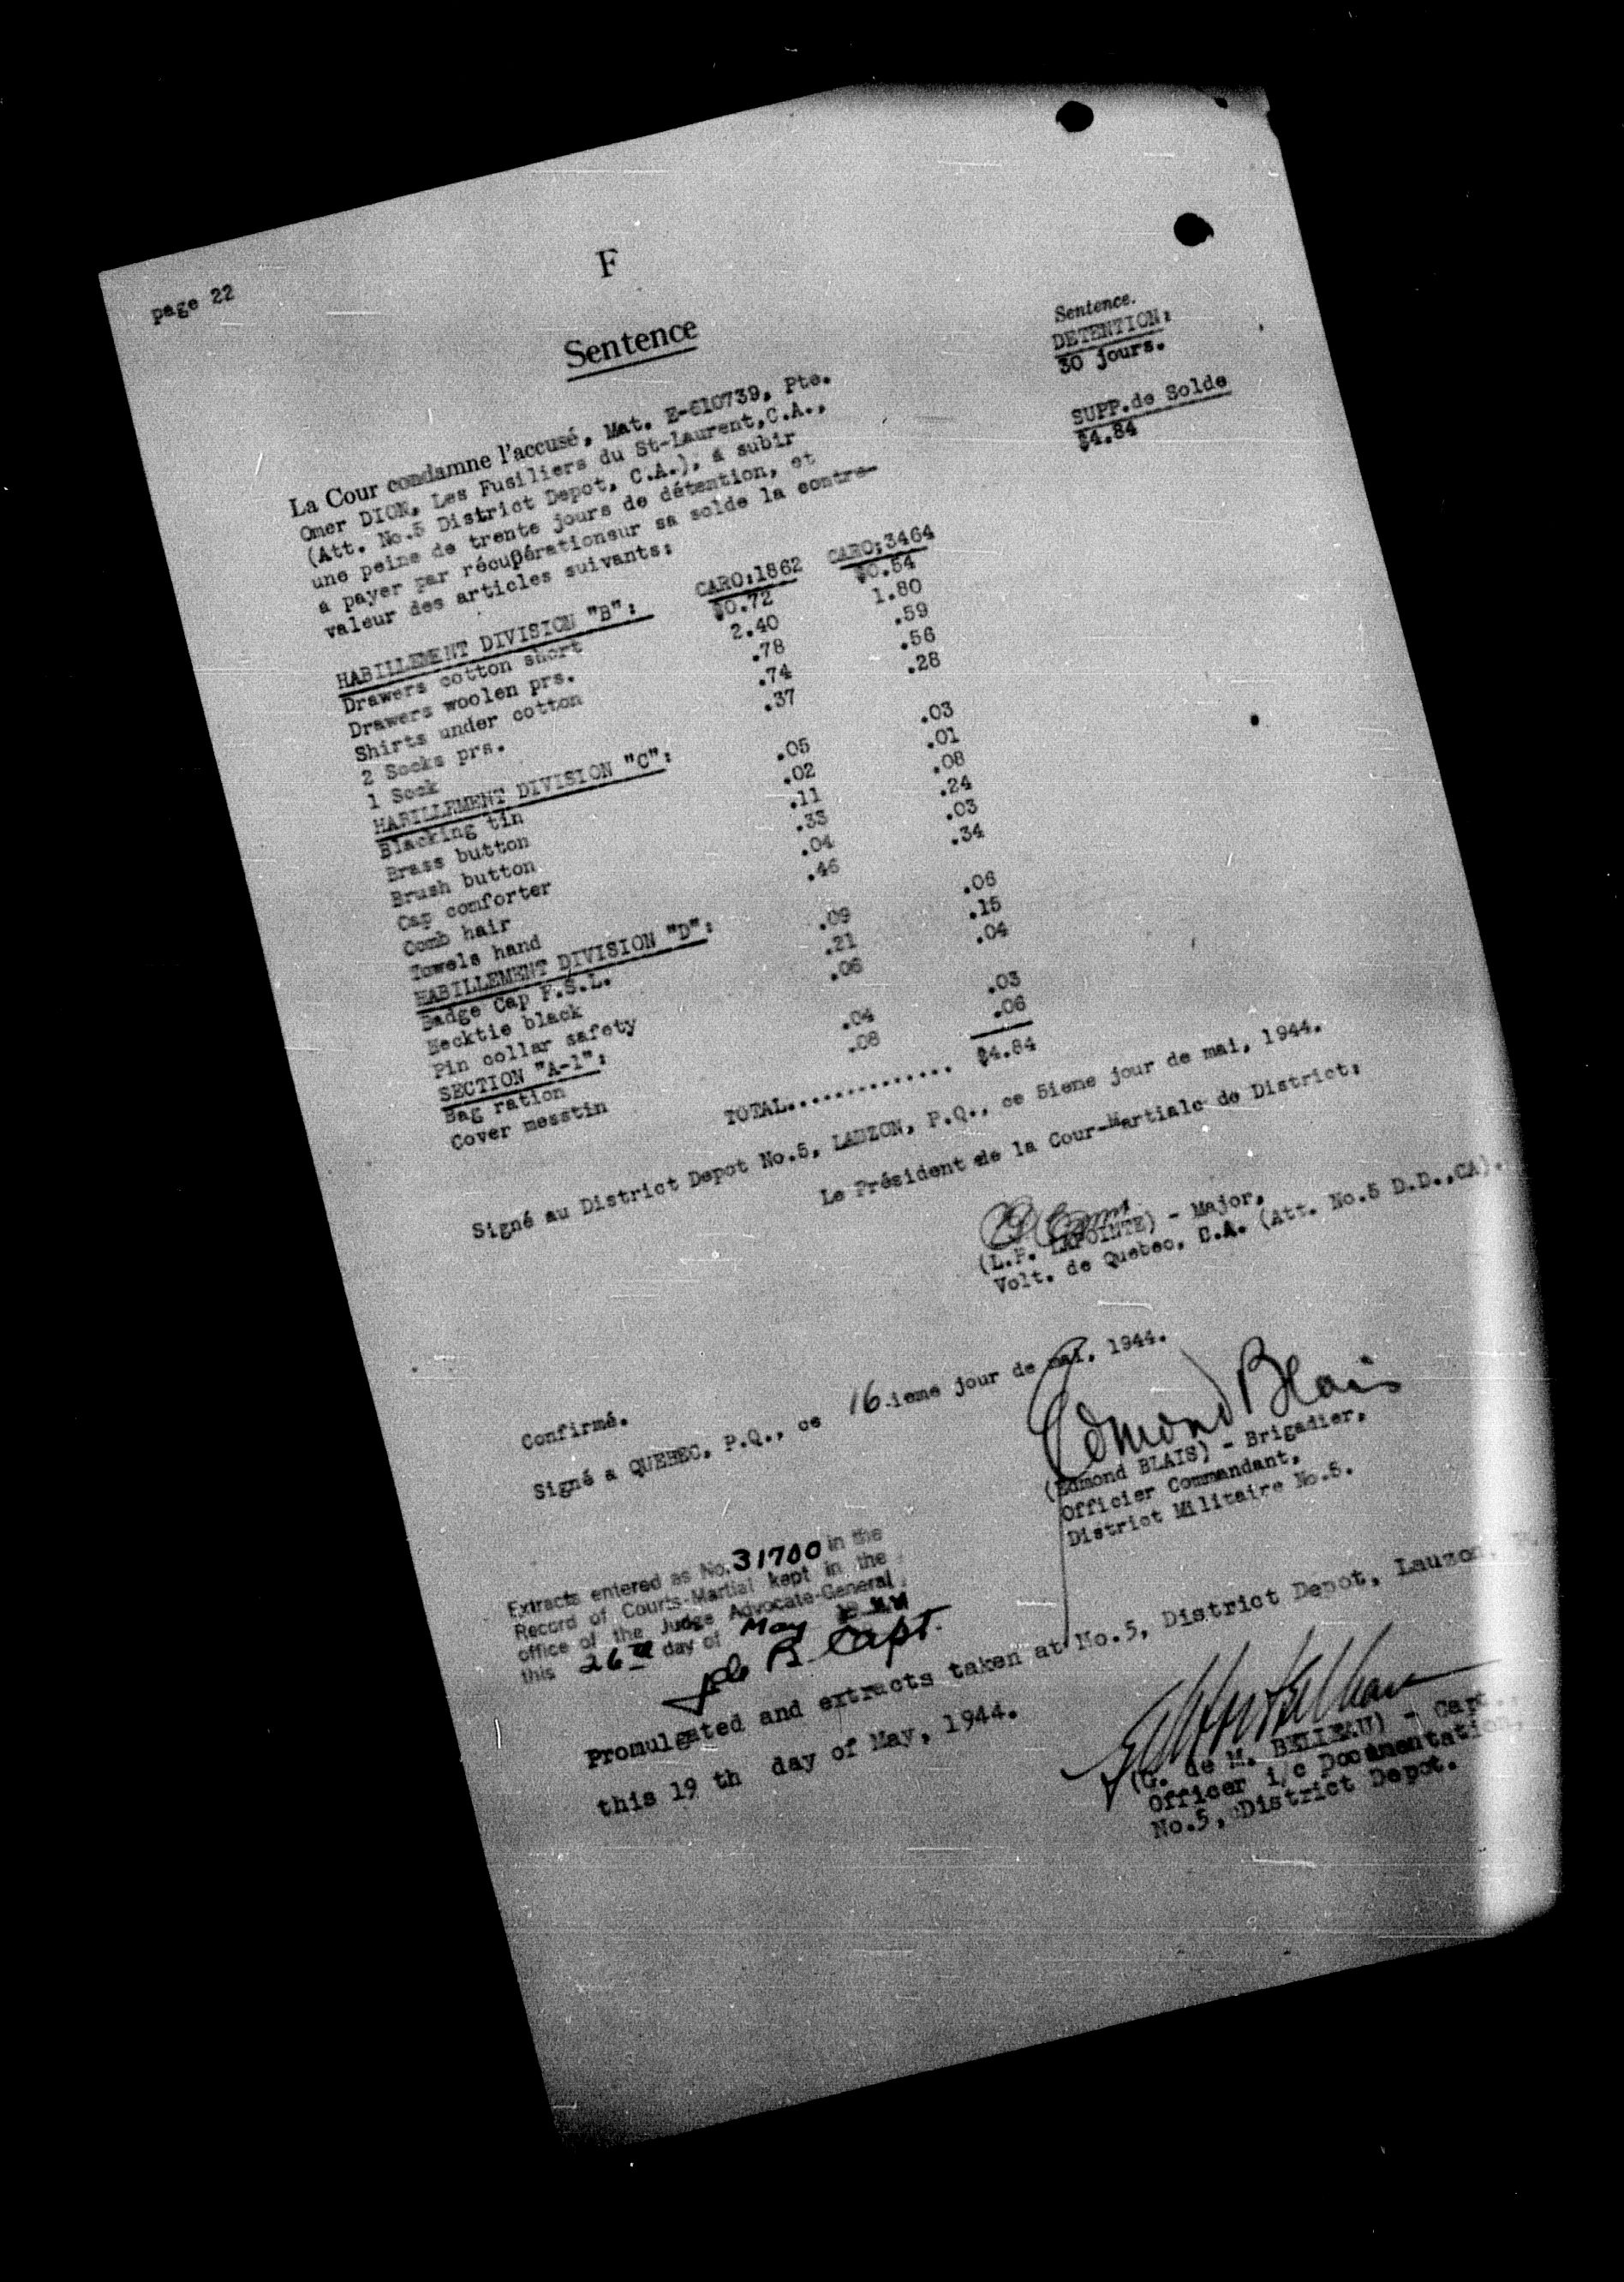 page 22
F
Sentence
Sentence.
DETENTION:
30 jours.
SUPP.de Solde
$4.84
La Cour condamne l'accusé, Mat. E-610739, Pte.
Omer DION, Les Fusiliers du St-Laurent,C.A.,
(Att. No.5 District Depot, C.A.), à subir
une peine de trente jours de détention, et
a payer par récupérationsur sa solde la contre-
valeur des articles suivants:
CARO:1862 CARO:3464
HABILLEMENT DIVISION "B":
Drawers cotton short $0.72 $0.54
Drawers woolen prs. 2.40 1.80
Shirts under cotton .78 .59
2 Socks prs. .74 .56
1 Sock .37 .28
HABILLEMENT DIVISION "C":
Blacking tin .05 .03
Brass button .02 .01
Brush button .11 .08
Cap comforter .33 .24
Comb hair .04 .03
Towels hand .46 .34
HABILLEMENT DIVISION "D":
Badge Cap F.S.L. .09 .06
Necktie black .21 .15
Pin collar safety .06 .04
SECTION "A-1":
Bag ration .04 .03
Cover messtin .08 .06
TOTAL.............. $4.84
Signé au District Depot No.5, LAUZON, P.Q., ce 5ieme jour de mai, 1944.
Le Président de la Cour-Martiale de District:
(L.P. LAPOINTE) - Major,
Volt. de Quebec, C.A. (Att. No.5 D.D.,CA).
Confirmé.
Signé a QUEBEC, P.Q., ce 16 ieme jour de mai, 1944.
Edmond Blais
(Edmond BLAIS) - Brigadier,
Officier Commandant,
District Militaire No.5.
Extracts entered as No. 31700 in the
Record of Courts-Martial kept in the
office of the Judge Advocate-General
this 26th day of May 19 44
Capt.
Promulgated and extracts taken at No.5, District Depot, Lauzon,
this 19 th day of May, 1944.
(G. de M. BELLEAU) - Capt.,
Officer i/c Documentation,
No.5, District Depot.